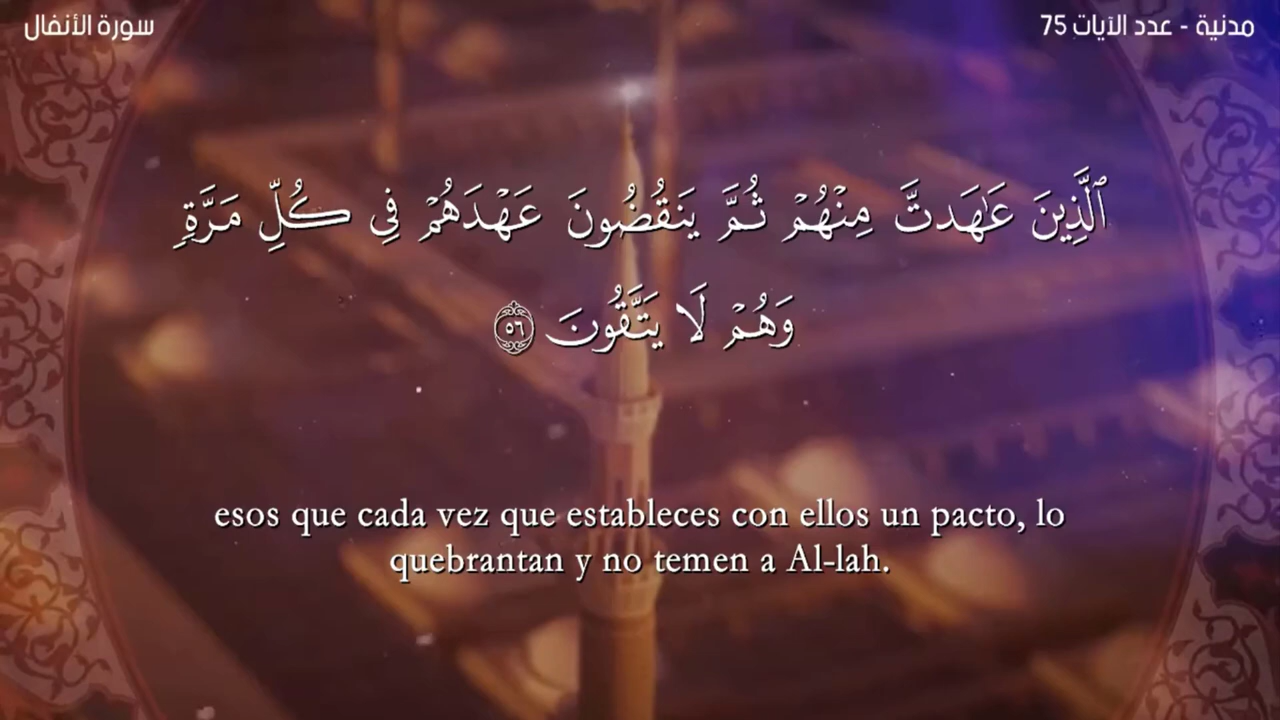 سورة الأنفال
مدنية - عدد الآيات 75
ٱلَّذِينَ عَٰهَدتَّ مِنْهُمْ ثُمَّ يَنقُضُونَ عَهْدَهُمْ فِي كُلِّ مَرَّةٖ
وَهُمْ لَا يَتَّقُونَ ٥٦
esos que cada vez que estableces con ellos un pacto, lo
quebrantan y no temen a Al-lah.